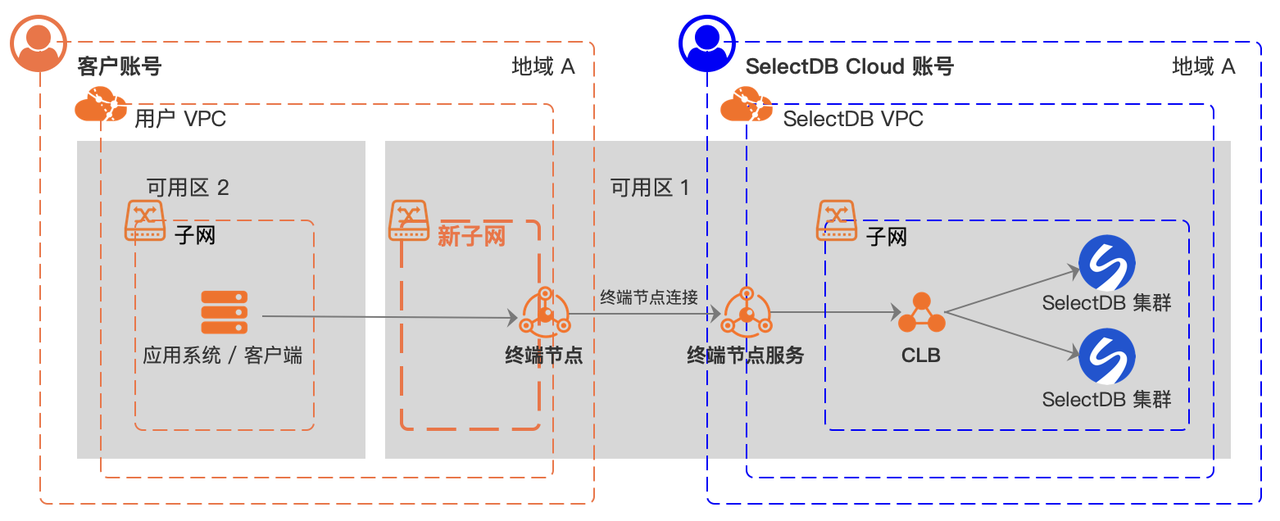 客户账号
地域 A
SelectDB Cloud 账号
地域 A
用户 VPC
SelectDB VPC
可用区 2
可用区 1
子网
新子网
子网
终端节点连接
SelectDB 集群
应用系统 / 客户端
终端节点
终端节点服务
CLB
SelectDB 集群